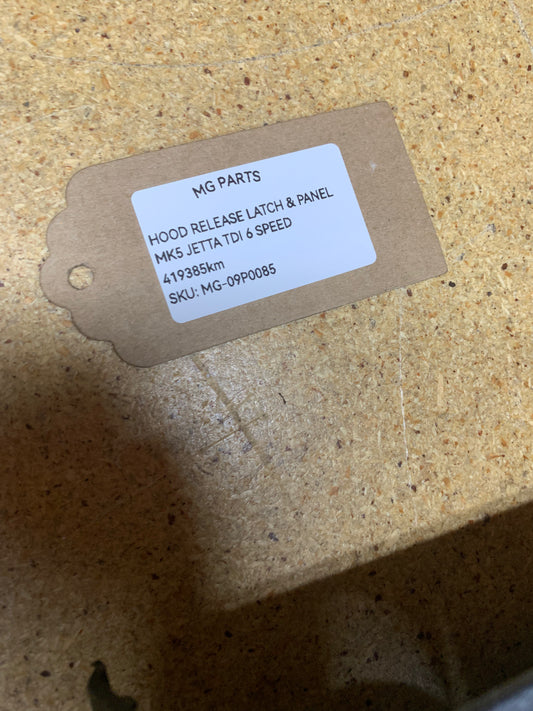 MG PARTS
HOOD RELEASE LATCH & PANEL
MK5 JETTA TDI 6 SPEED
419385km
SKU: MG-09P0085